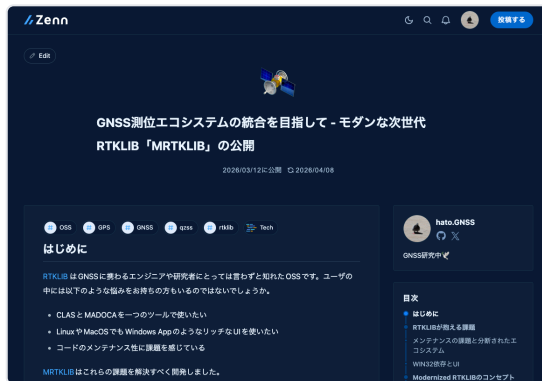 Zenn
投稿する
Edit
GNSS測位エコシステムの統合を目指して - モダンな次世代
RTKLIB「MRTKLIB」の公開
2026/03/12に公開 2026/04/08
# OSS # GPS # GNSS # qzss # rtklib Tech
はじめに
RTKLIB はGNSSに携わるエンジニアや研究者にとっては言わずと知れたOSSです。ユーザの
中には以下のような悩みをお持ちの方もいるのではないでしょうか。
• CLASとMADOCAを一つのツールで使いたい
• LinuxやMacOSでもWindows AppのようなリッチなUIを使いたい
• コードのメンテナンス性に課題を感じている
MRTKLIBはこれらの課題を解決すべく開発しました。
hato.GNSS
GNSS研究中🕊
目次
はじめに
RTKLIBが抱える課題
メンテナンスの課題と分断されたエ
コシステム
WIN32依存とUI
Modernized RTKLIBのコンセプト